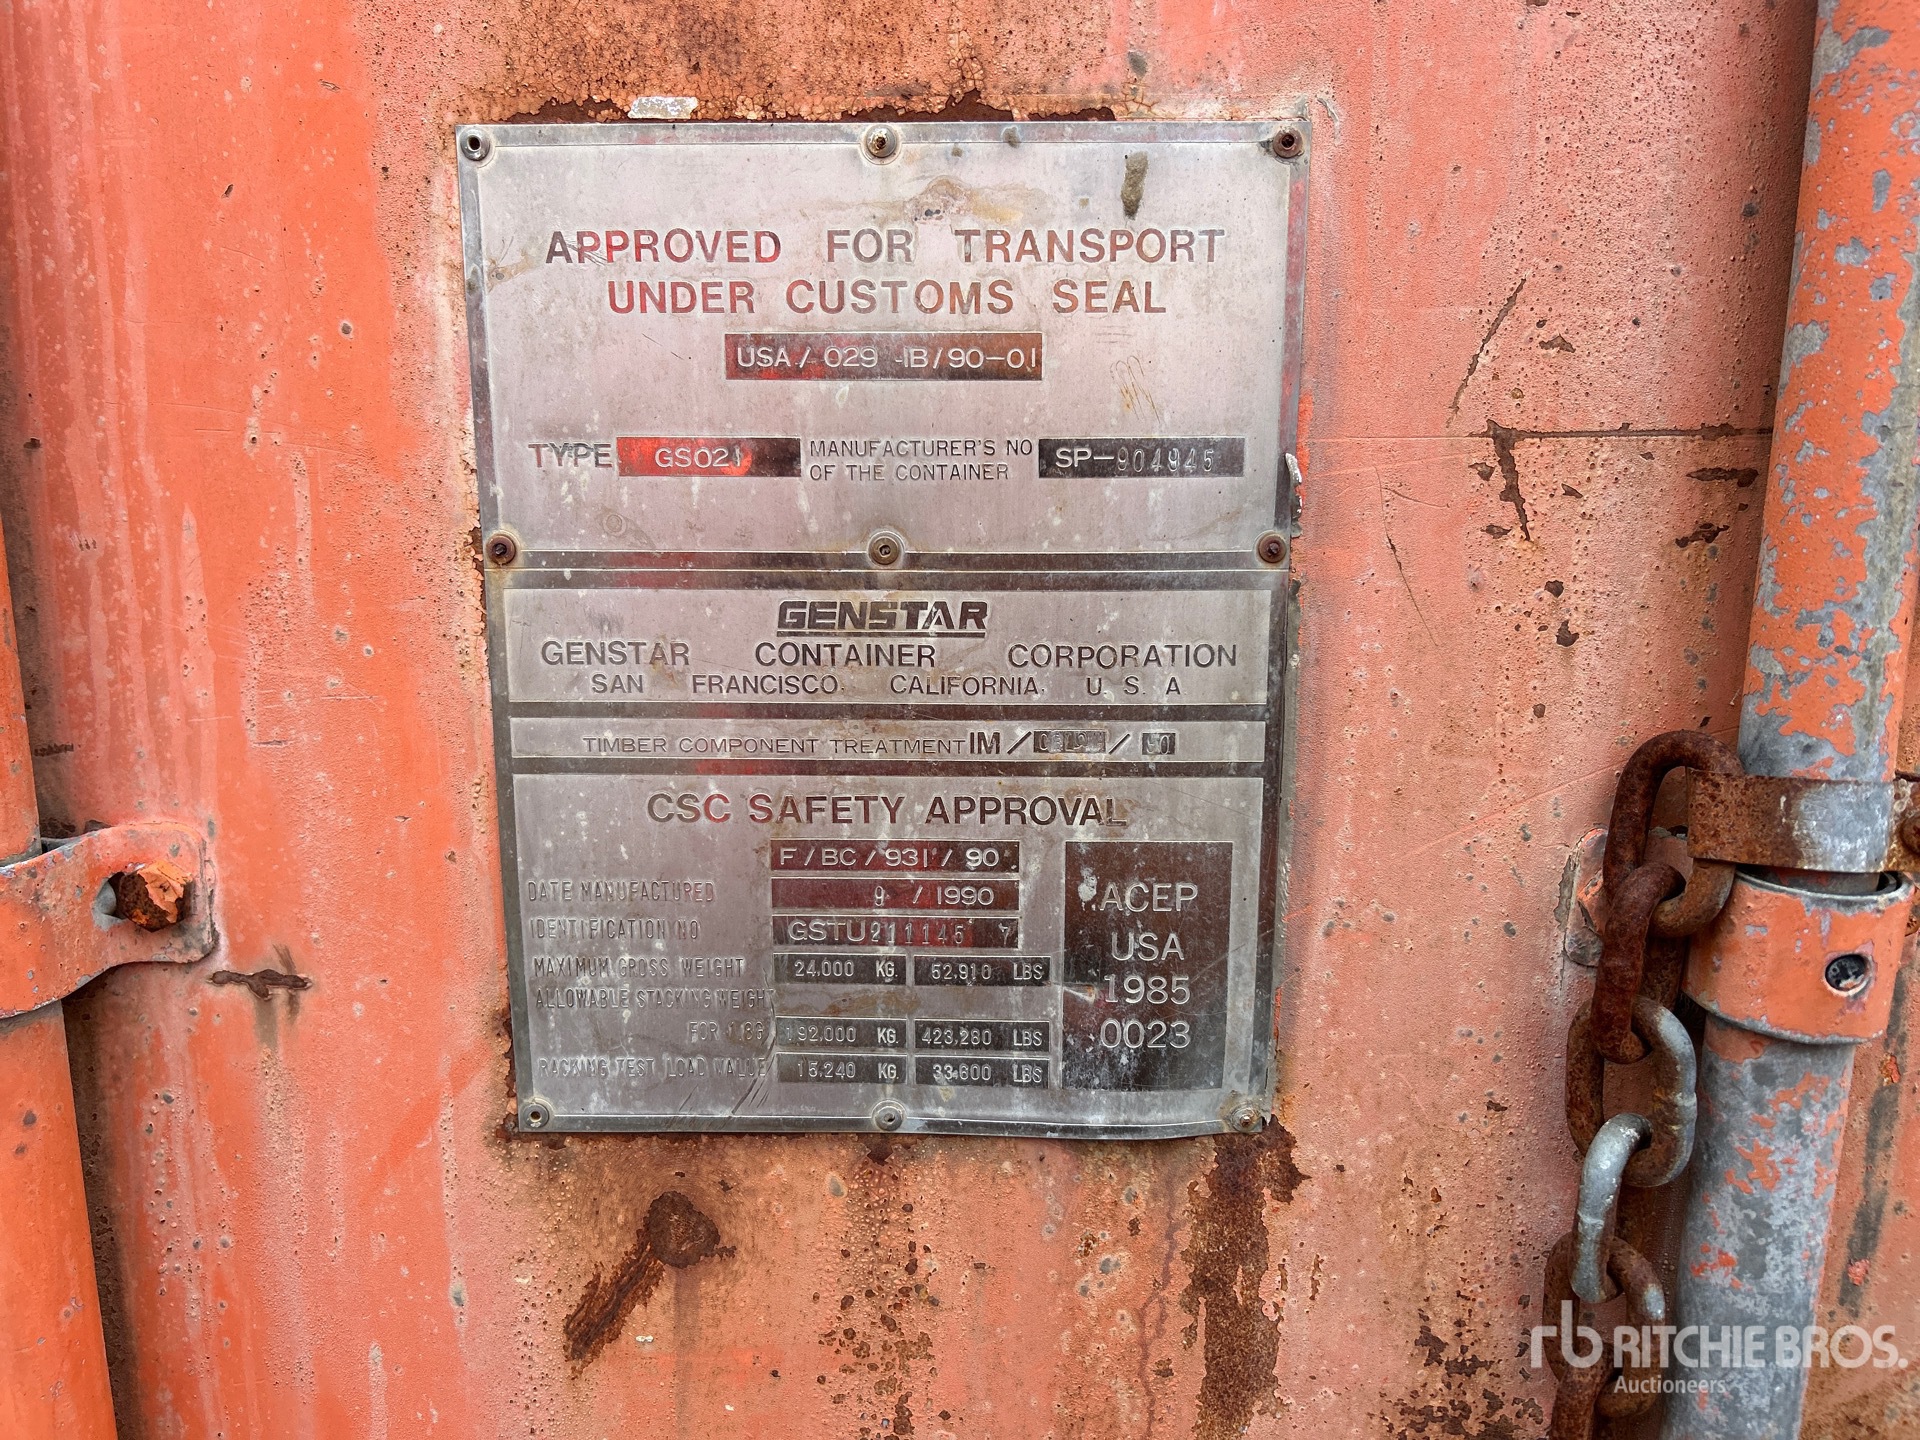 APPROVED FOR TRANSPORT
UNDER CUSTOMS SEAL
USA/029 -IB/90-01
TYPE GS021 MANUFACTURER'S NO OF THE CONTAINER SP-904945
GENSTAR
GENSTAR CONTAINER CORPORATION
SAN FRANCISCO, CALIFORNIA, U. S. A
TIMBER COMPONENT TREATMENT IM/ / 90
CSC SAFETY APPROVAL
F/BC/931/90
DATE MANUFACTURED 9 / 1990
IDENTIFICATION NO GSTU 211145 7
MAXIMUM GROSS WEIGHT 24,000 KG. 52,910 LBS
ALLOWABLE STACKING WEIGHT
FOR 1.8G 192,000 KG. 423,280 LBS
RACKING TEST LOAD VALUE 15,240 KG. 33,600 LBS
ACEP
USA
1985
0023
rb RITCHIE BROS.
Auctioneers